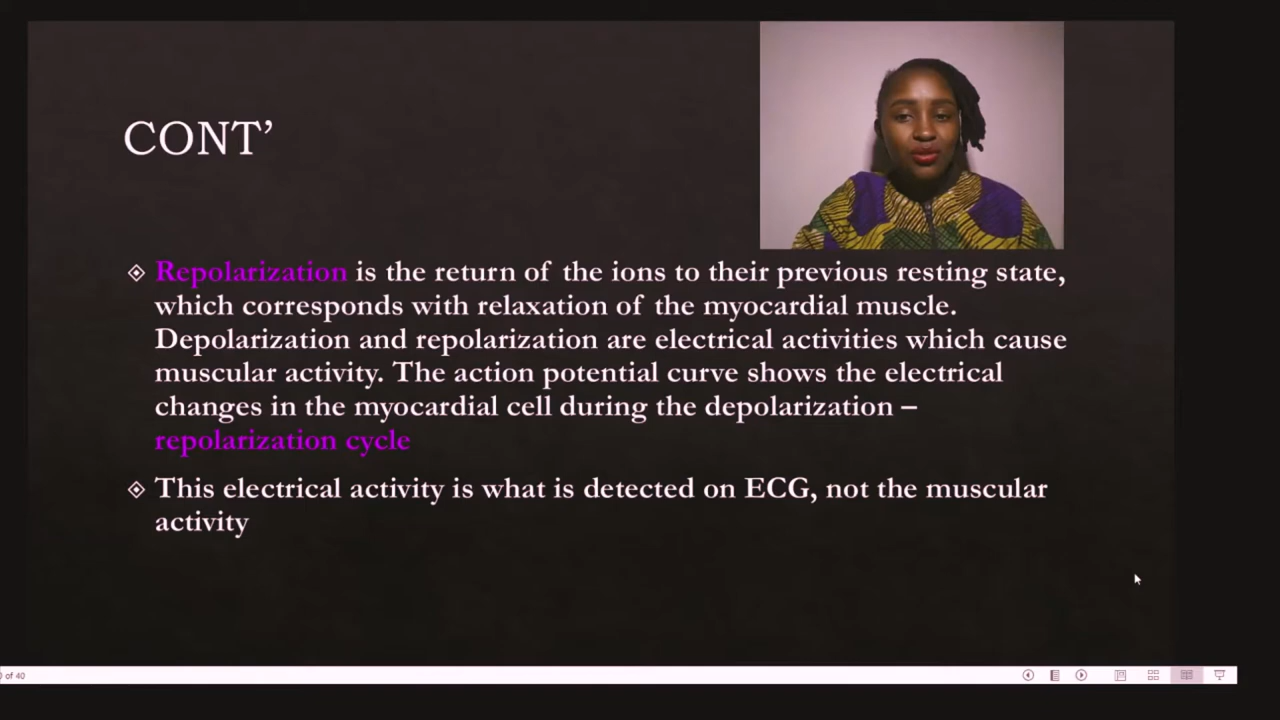 CONT’
Repolarization is the return of the ions to their previous resting state,
which corresponds with relaxation of the myocardial muscle.
Depolarization and repolarization are electrical activities which cause
muscular activity. The action potential curve shows the electrical
changes in the myocardial cell during the depolarization –
repolarization cycle
This electrical activity is what is detected on ECG, not the muscular
activity
of 40